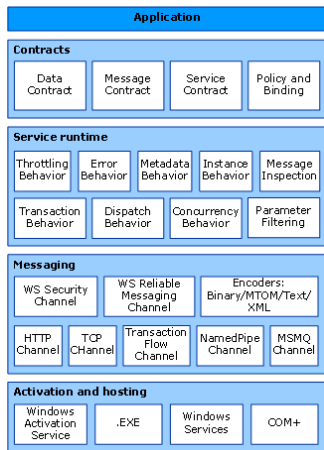 Application
Contracts
Data
Contract
Message
Contract
Service
Contract
Policy and
Binding
Service runtime
Throttling
Behavior
Error
Behavior
Metadata
Behavior
Instance
Behavior
Message
Inspection
Transaction
Behavior
Dispatch
Behavior
Concurrency
Behavior
Parameter
Filtering
Messaging
WS Security
Channel
WS Reliable
Messaging
Channel
Encoders:
Binary/MTOM/Text/
XML
HTTP
Channel
TCP
CHannel
Transaction
Flow
Channel
NamedPipe
Channel
MSMQ
Channel
Activation and hosting
Windows
Activation
Service
.EXE
Windows
Services
COM+